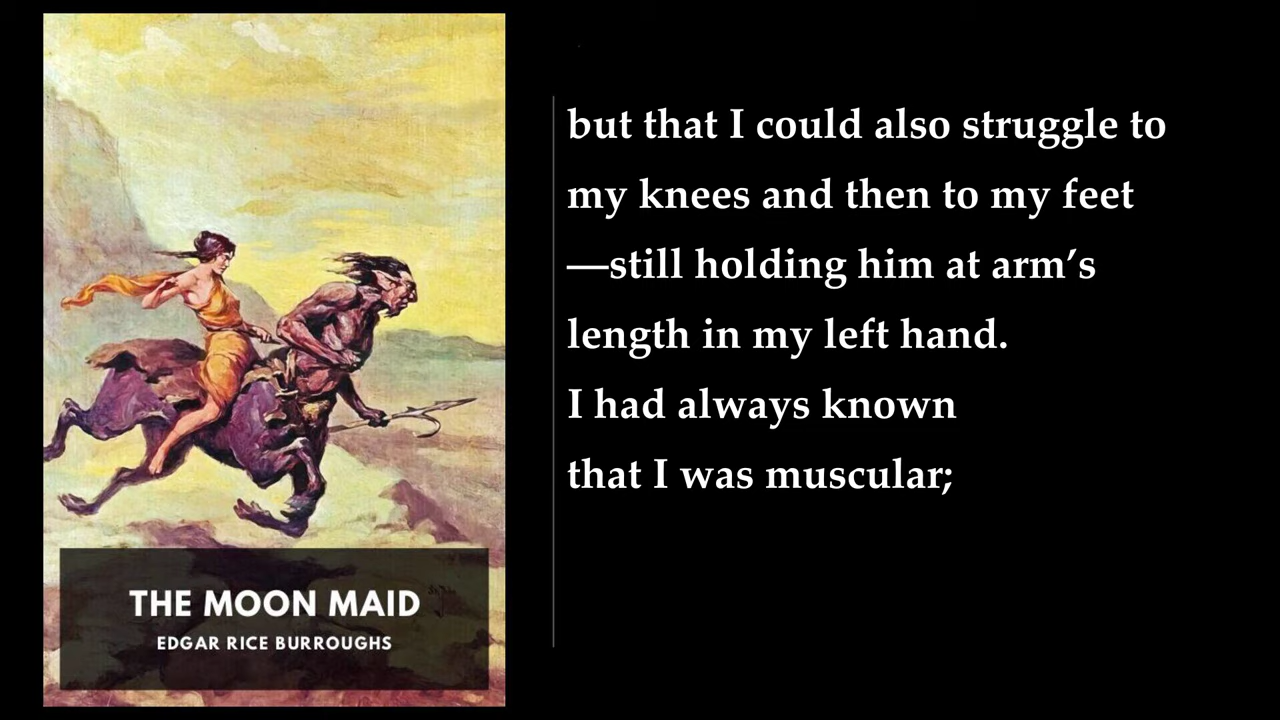 but that I could also struggle to
my knees and then to my feet
—still holding him at arm’s
length in my left hand.
I had always known
that I was muscular;
THE MOON MAID
EDGAR RICE BURROUGHS